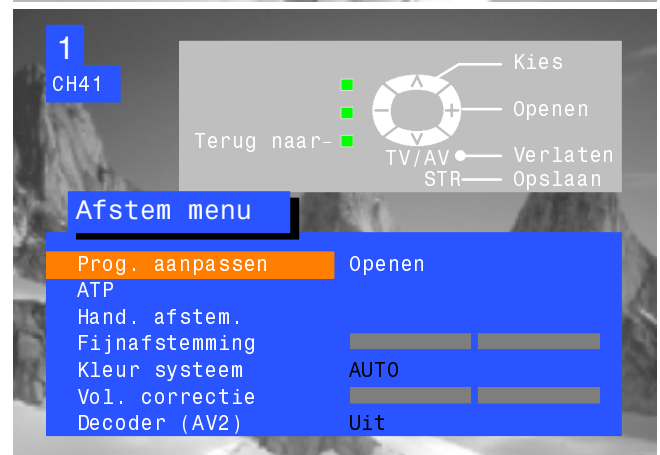 1
CH41
Kies
Openen
Terug naar
TV/AV Verlaten
STR Opslaan
Afstem menu
Prog. aanpassen Openen
ATP
Hand. afstem.
Fijnafstemming
Kleur systeem AUTO
Vol. correctie
Decoder (AV2) Uit